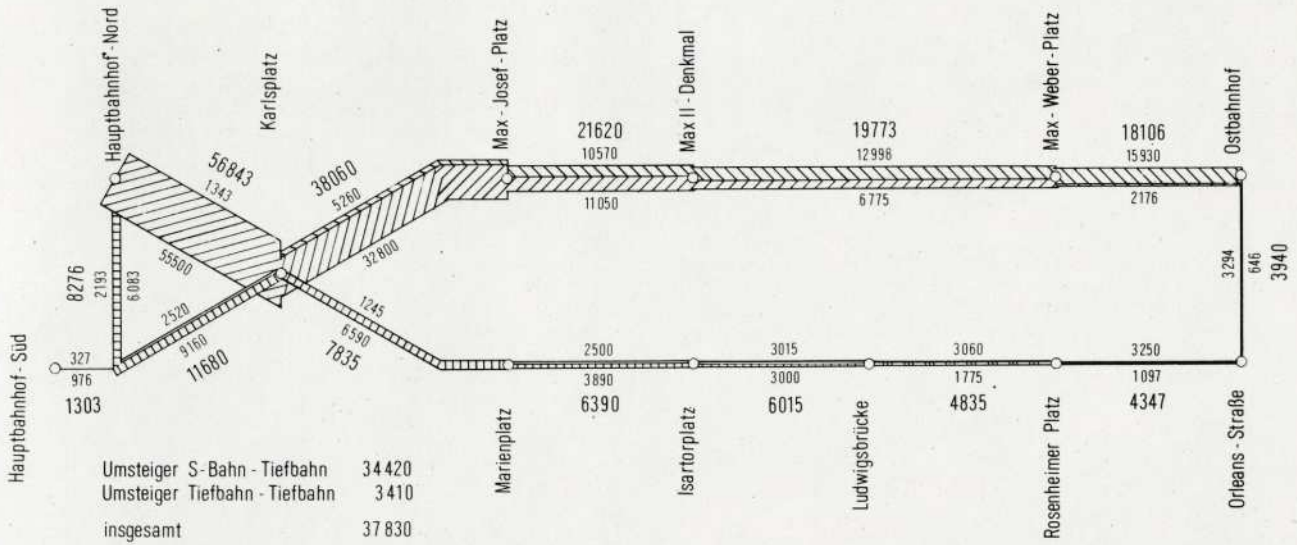 Hauptbahnhof-Nord
Karlsplatz
Max-Josef-Platz
Max II-Denkmal
Max-Weber-Platz
Ostbahnhof
56843
1343
55500
38060
5260
32800
21620
10570
11050
19773
12998
6775
18106
15930
2176
8276
2193
6083
2520
9160
11680
1245
6590
7835
3294
646
3940
Hauptbahnhof-Süd
327
976
1303
2500
3890
6390
3015
3000
6015
3060
1775
4835
3250
1097
4347
Marienplatz
Isartorplatz
Ludwigsbrücke
Rosenheimer Platz
Orleans-Straße
Umsteiger S-Bahn-Tiefbahn 34420
Umsteiger Tiefbahn-Tiefbahn 3410
insgesamt 37830